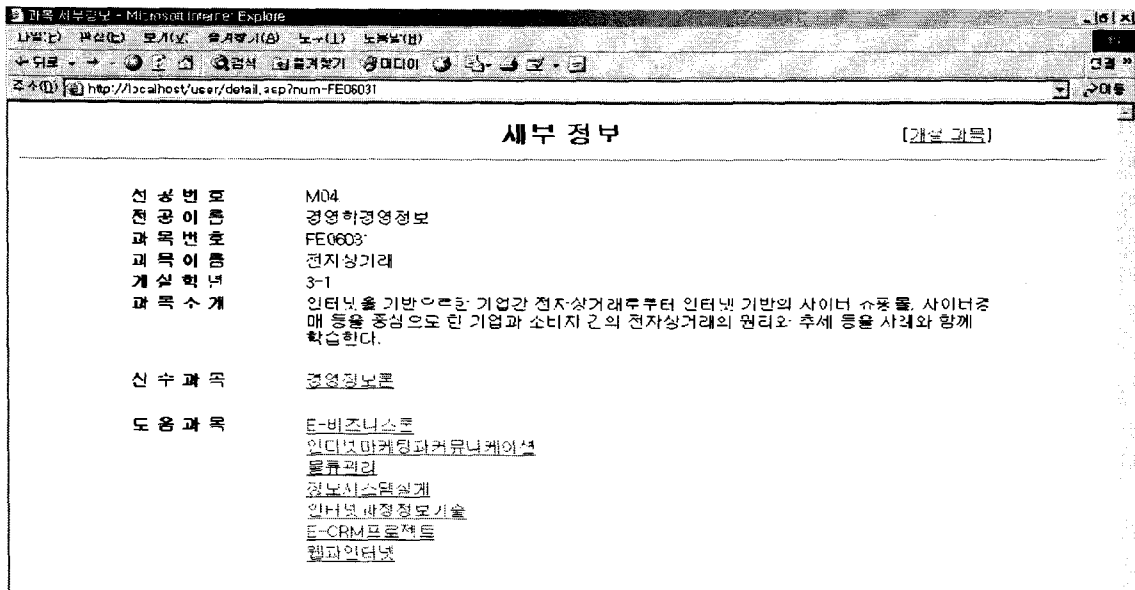 과목 세부정보 - Microsoft Internet Explore
파일(F) 편집(E) 보기(V) 즐겨찾기(A) 도구(T) 도움말(H)
뒤로 검색 즐겨찾기 미디어 연결 »
주소(D) http://localhost/user/detail.asp?num=FE06031 이동
세부 정보 [개설 과목]
전 공 번 호 M04
전 공 이 름 경영학경영정보
과 목 번 호 FE06031
과 목 이 름 전자상거래
개 설 학 년 3-1
과 목 소 개 인터넷을 기반으로한 기업간 전자상거래로부터 인터넷 기반의 사이버 쇼핑몰, 사이버경
매 등을 중심으로 한 기업과 소비자 간의 전자상거래의 원리와 추세 등을 사례와 함께
학습한다.
선 수 과 목 경영정보론
도 움 과 목 E-비즈니스론
인터넷마케팅과커뮤니케이션
물류관리
정보시스템설계
인터넷과정정보기술
E-CRM프로젝트
웹과인터넷